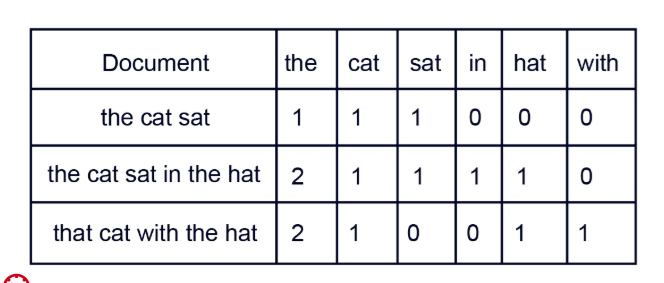 Document the cat sat in hat with
the cat sat 1 1 1 0 0 0
the cat sat in the hat 2 1 1 1 1 0
that cat with the hat 2 1 0 0 1 1